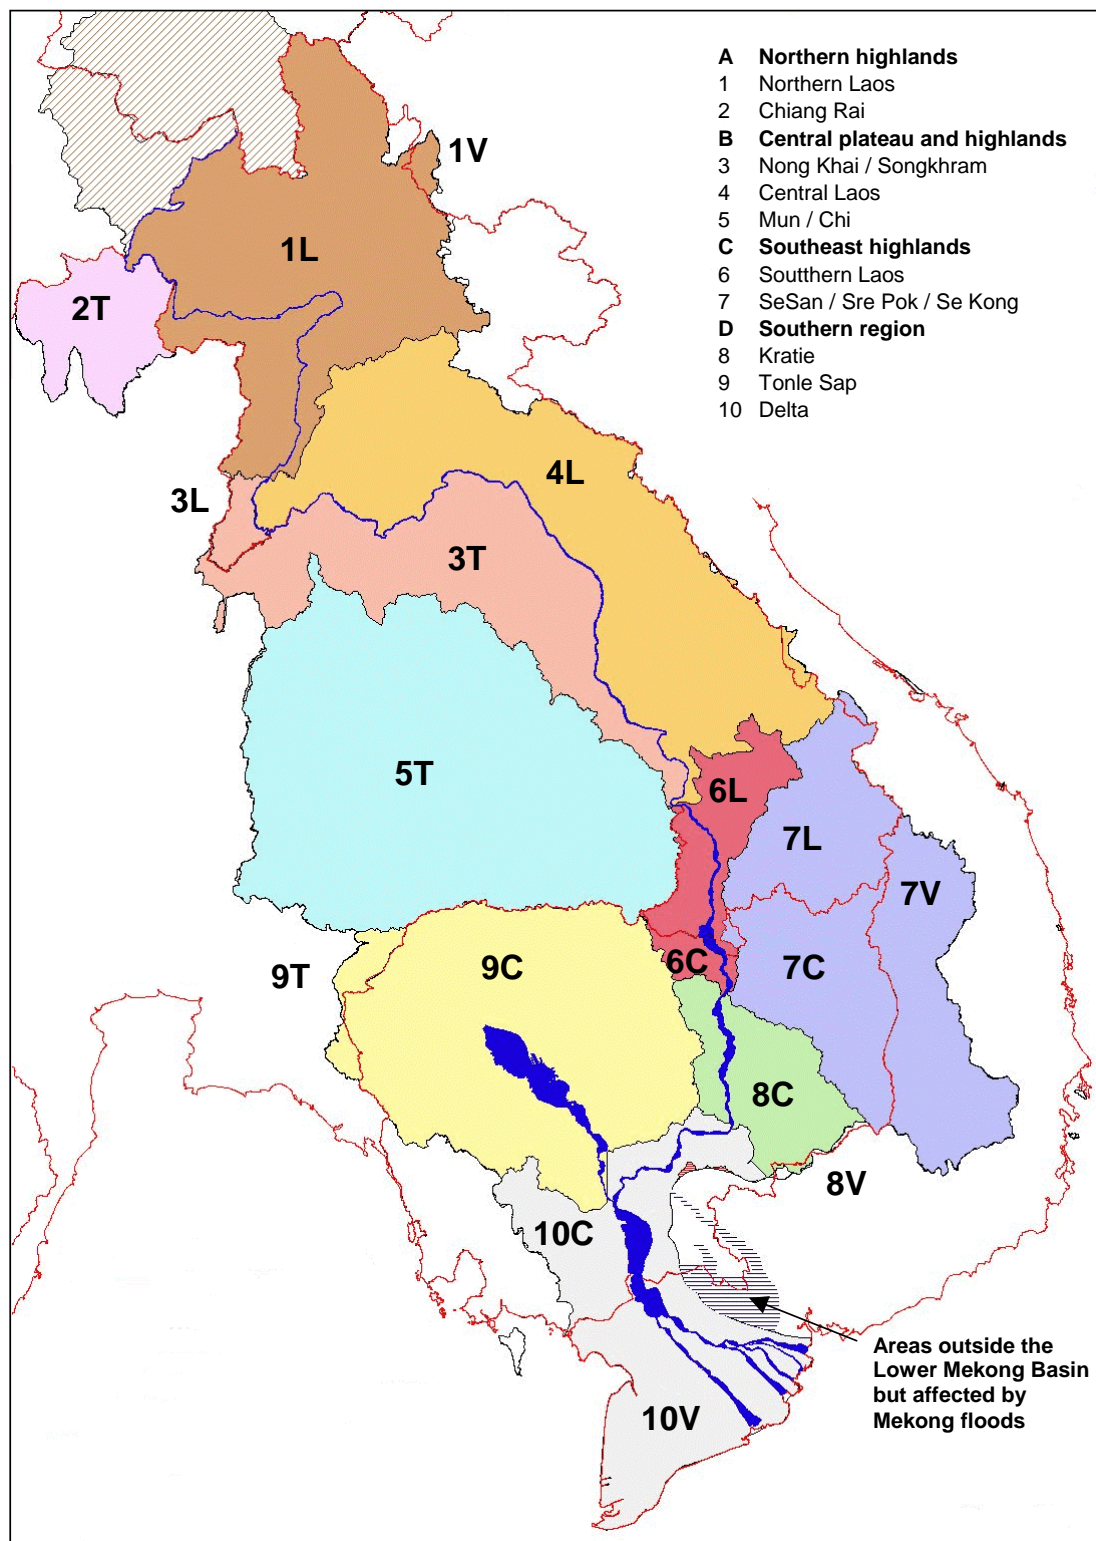 A Northern highlands
1 Northern Laos
2 Chiang Rai
B Central plateau and highlands
3 Nong Khai / Songkhram
4 Central Laos
5 Mun / Chi
C Southeast highlands
6 Soutthern Laos
7 SeSan / Sre Pok / Se Kong
D Southern region
8 Kratie
9 Tonle Sap
10 Delta
1V
1L
2T
3L
4L
3T
5T
6L
7L
7V
9T
9C
6C
7C
8C
8V
10C
Areas outside the
Lower Mekong Basin
but affected by
Mekong floods
10V